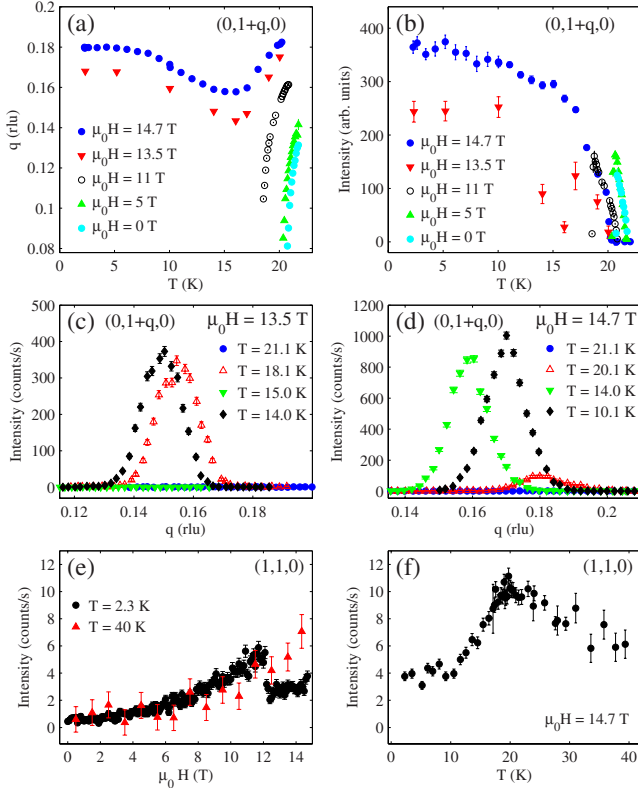 (a) (0,1+q,0)
q (rlu)
0.2
0.18
0.16
0.14
0.12
0.1
0.08
μ₀H = 14.7 T
μ₀H = 13.5 T
μ₀H = 11 T
μ₀H = 5 T
μ₀H = 0 T
0 5 10 15 20
T (K)
(b) (0,1+q,0)
Intensity (arb. units)
400
300
200
100
0
μ₀H = 14.7 T
μ₀H = 13.5 T
μ₀H = 11 T
μ₀H = 5 T
μ₀H = 0 T
0 5 10 15 20
T (K)
(c) (0,1+q,0) μ₀H = 13.5 T
Intensity (counts/s)
500
400
300
200
100
0
T = 21.1 K
T = 18.1 K
T = 15.0 K
T = 14.0 K
0.12 0.14 0.16 0.18
q (rlu)
(d) (0,1+q,0) μ₀H = 14.7 T
Intensity (counts/s)
1200
1000
800
600
400
200
0
T = 21.1 K
T = 20.1 K
T = 14.0 K
T = 10.1 K
0.14 0.16 0.18 0.2
q (rlu)
(e) (1,1,0)
Intensity (counts/s)
12
10
8
6
4
2
0
T = 2.3 K
T = 40 K
0 2 4 6 8 10 12 14
μ₀ H (T)
(f) (1,1,0)
Intensity (counts/s)
12
10
8
6
4
2
0
μ₀H = 14.7 T
0 10 20 30 40
T (K)